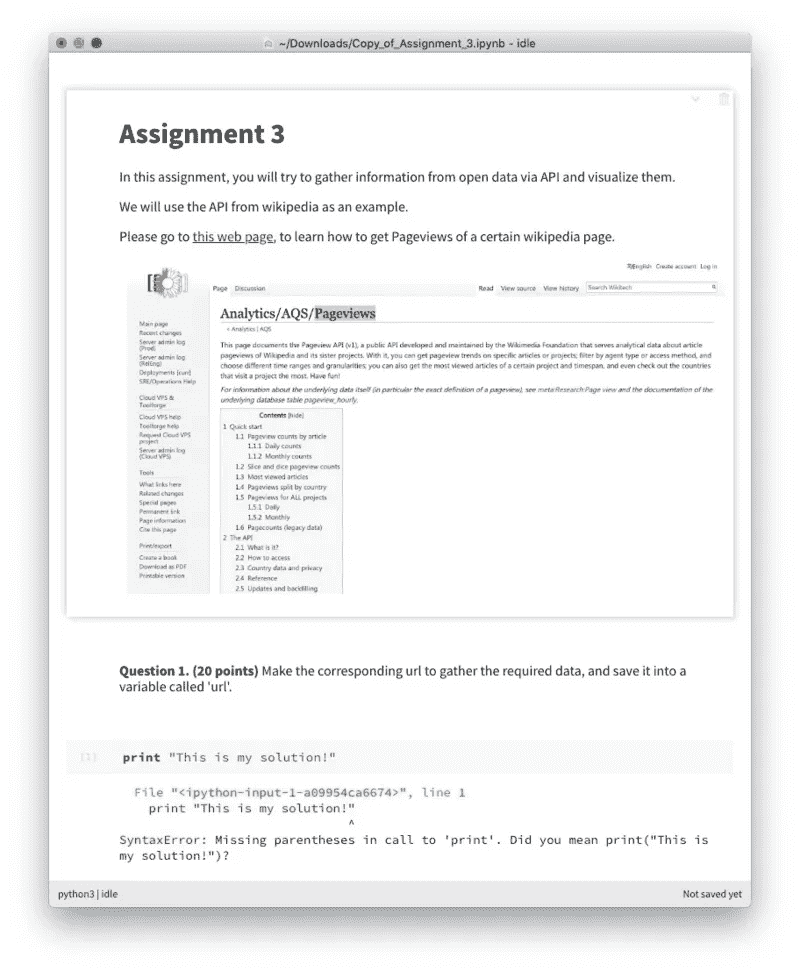 ~/Downloads/Copy_of_Assignment_3.ipynb - idle
Assignment 3
In this assignment, you will try to gather information from open data via API and visualize them.
We will use the API from wikipedia as an example.
Please go to this web page, to learn how to get Pageviews of a certain wikipedia page.
English Create account Log in
Page Discussion Read View source View history Search Wikitech
Analytics/AQS/Pageviews
< Analytics | AQS
This page documents the Pageview API (v1), a public API developed and maintained by the Wikimedia Foundation that serves analytical data about article
pageviews of Wikipedia and its sister projects. With it, you can get pageview trends on specific articles or projects; filter by agent type or access method, and
choose different time ranges and granularities; you can also get the most viewed articles of a certain project and timespan, and even check out the countries
that visit a project the most. Have fun!
For information about the underlying data itself (in particular the exact definition of a pageview), see meta:Research:Page view and the documentation of the
underlying database table pageview_hourly.
Main page
Recent changes
Server admin log
(Prod)
Server admin log
(RelEng)
Deployments
SRE/Operations Help
Cloud VPS &
Toolforge
Cloud VPS help
Toolforge help
Request Cloud VPS
project
Server admin log
(Cloud VPS)
Tools
What links here
Related changes
Special pages
Permanent link
Page information
Cite this page
Print/export
Create a book
Download as PDF
Printable version
Contents [hide]
1 Quick start
1.1 Pageview counts by article
1.1.1 Daily counts
1.1.2 Monthly counts
1.2 Slice and dice pageview counts
1.3 Most viewed articles
1.4 Pageviews split by country
1.5 Pageviews for ALL projects
1.5.1 Daily
1.5.2 Monthly
1.6 Pagecounts (legacy data)
2 The API
2.1 What is it?
2.2 How to access
2.3 Country data and privacy
2.4 Reference
2.5 Updates and backfilling
Question 1. (20 points) Make the corresponding url to gather the required data, and save it into a
variable called 'url'.
[1] print "This is my solution!"
File "<ipython-input-1-a09954ca6674>", line 1
print "This is my solution!"
^
SyntaxError: Missing parentheses in call to 'print'. Did you mean print("This is
my solution!")?
python3 | idle Not saved yet